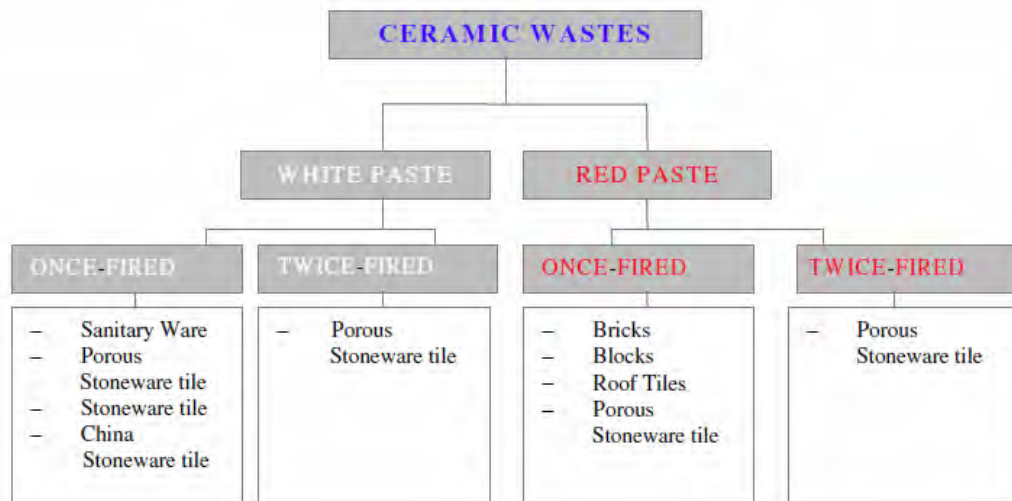 CERAMIC WASTES
WHITE PASTE
RED PASTE
ONCE-FIRED
TWICE-FIRED
ONCE-FIRED
TWICE-FIRED
– Sanitary Ware
– Porous
Stoneware tile
– Stoneware tile
– China
Stoneware tile
– Porous
Stoneware tile
– Bricks
– Blocks
– Roof Tiles
– Porous
Stoneware tile
– Porous
Stoneware tile